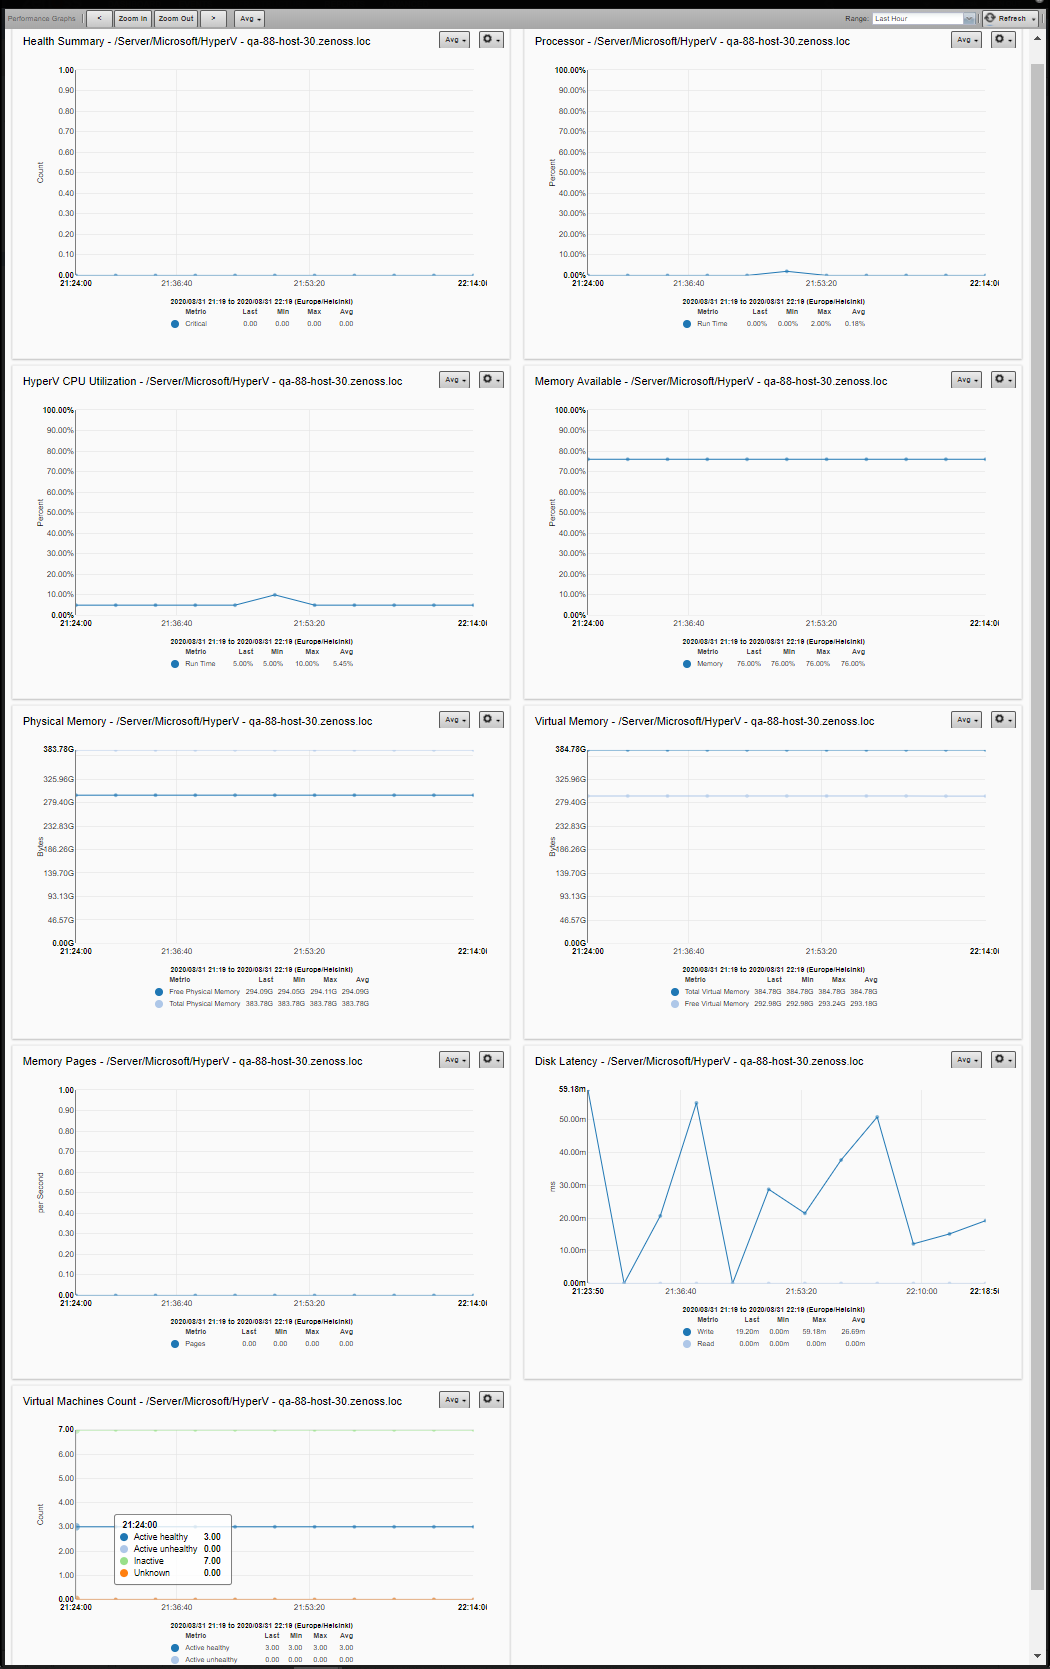 Performance Graphs < Zoom In Zoom Out > Avg Range: Last Hour Refresh
Health Summary - /Server/Microsoft/HyperV - qa-88-host-30.zenoss.loc Avg
1.00
0.90
0.80
0.70
0.60
0.50
0.40
0.30
0.20
0.10
0.00
Count
21:24:00 21:36:40 21:53:20 22:14:0
2020/08/31 21:19 to 2020/08/31 22:19 (Europe/Helsinki)
Metric Last Min Max Avg
Critical 0.00 0.00 0.00 0.00
Processor - /Server/Microsoft/HyperV - qa-88-host-30.zenoss.loc Avg
100.00%
90.00%
80.00%
70.00%
60.00%
50.00%
40.00%
30.00%
20.00%
10.00%
0.00%
Percent
21:24:00 21:36:40 21:53:20 22:14:0
2020/08/31 21:19 to 2020/08/31 22:19 (Europe/Helsinki)
Metric Last Min Max Avg
Run Time 0.00% 0.00% 2.00% 0.18%
HyperV CPU Utilization - /Server/Microsoft/HyperV - qa-88-host-30.zenoss.loc Avg
100.00%
90.00%
80.00%
70.00%
60.00%
50.00%
40.00%
30.00%
20.00%
10.00%
0.00%
Percent
21:24:00 21:36:40 21:53:20 22:14:0
2020/08/31 21:19 to 2020/08/31 22:19 (Europe/Helsinki)
Metric Last Min Max Avg
Run Time 5.00% 5.00% 10.00% 5.45%
Memory Available - /Server/Microsoft/HyperV - qa-88-host-30.zenoss.loc Avg
100.00%
90.00%
80.00%
70.00%
60.00%
50.00%
40.00%
30.00%
20.00%
10.00%
0.00%
Percent
21:24:00 21:36:40 21:53:20 22:14:0
2020/08/31 21:19 to 2020/08/31 22:19 (Europe/Helsinki)
Metric Last Min Max Avg
Memory 76.00% 76.00% 76.00% 76.00%
Physical Memory - /Server/Microsoft/HyperV - qa-88-host-30.zenoss.loc Avg
383.78G
325.96G
279.40G
232.83G
186.26G
139.70G
93.13G
46.57G
0.00G
Bytes
21:24:00 21:36:40 21:53:20 22:14:0
2020/08/31 21:19 to 2020/08/31 22:19 (Europe/Helsinki)
Metric Last Min Max Avg
Free Physical Memory 294.09G 294.05G 294.11G 294.09G
Total Physical Memory 383.78G 383.78G 383.78G 383.78G
Virtual Memory - /Server/Microsoft/HyperV - qa-88-host-30.zenoss.loc Avg
384.78G
325.96G
279.40G
232.83G
186.26G
139.70G
93.13G
46.57G
0.00G
Bytes
21:24:00 21:36:40 21:53:20 22:14:0
2020/08/31 21:19 to 2020/08/31 22:19 (Europe/Helsinki)
Metric Last Min Max Avg
Total Virtual Memory 384.78G 384.78G 384.78G 384.78G
Free Virtual Memory 292.98G 292.98G 293.24G 293.18G
Memory Pages - /Server/Microsoft/HyperV - qa-88-host-30.zenoss.loc Avg
1.00
0.90
0.80
0.70
0.60
0.50
0.40
0.30
0.20
0.10
0.00
per Second
21:24:00 21:36:40 21:53:20 22:14:0
2020/08/31 21:19 to 2020/08/31 22:19 (Europe/Helsinki)
Metric Last Min Max Avg
Pages 0.00 0.00 0.00 0.00
Disk Latency - /Server/Microsoft/HyperV - qa-88-host-30.zenoss.loc Avg
59.18m
50.00m
40.00m
30.00m
20.00m
10.00m
0.00m
ms
21:23:50 21:36:40 21:53:20 22:10:00 22:18:5
2020/08/31 21:19 to 2020/08/31 22:19 (Europe/Helsinki)
Metric Last Min Max Avg
Write 19.20m 0.00m 59.18m 26.69m
Read 0.00m 0.00m 0.00m 0.00m
Virtual Machines Count - /Server/Microsoft/HyperV - qa-88-host-30.zenoss.loc Avg
7.00
6.00
5.00
4.00
3.00
2.00
1.00
0.00
Count
21:24:00
Active healthy 3.00
Active unhealthy 0.00
Inactive 7.00
Unknown 0.00
21:24:00 21:36:40 21:53:20 22:14:0
2020/08/31 21:19 to 2020/08/31 22:19 (Europe/Helsinki)
Metric Last Min Max Avg
Active healthy 3.00 3.00 3.00 3.00
Active unhealthy 0.00 0.00 0.00 0.00